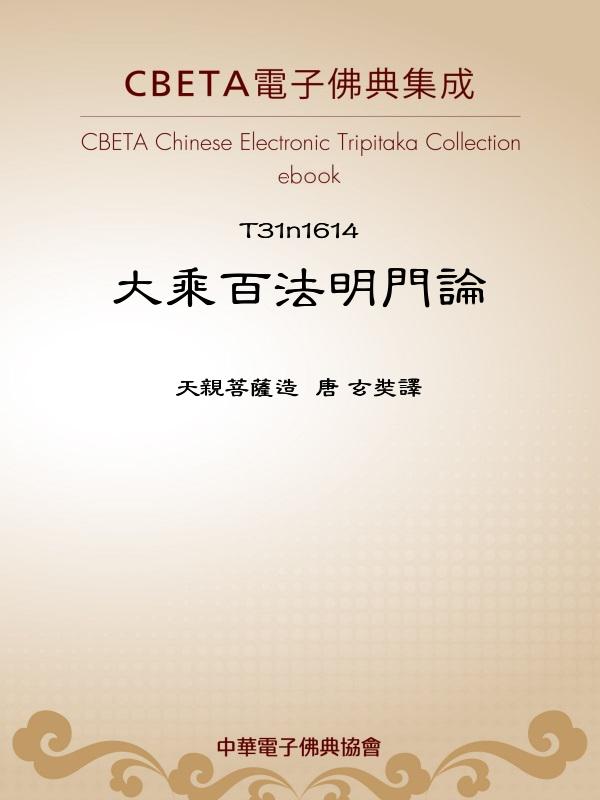 CBETA電子佛典集成
CBETA Chinese Electronic Tripitaka Collection
ebook
T31n1614
大乘百法明門論
天親菩薩造 唐 玄奘譯
中華電子佛典協會